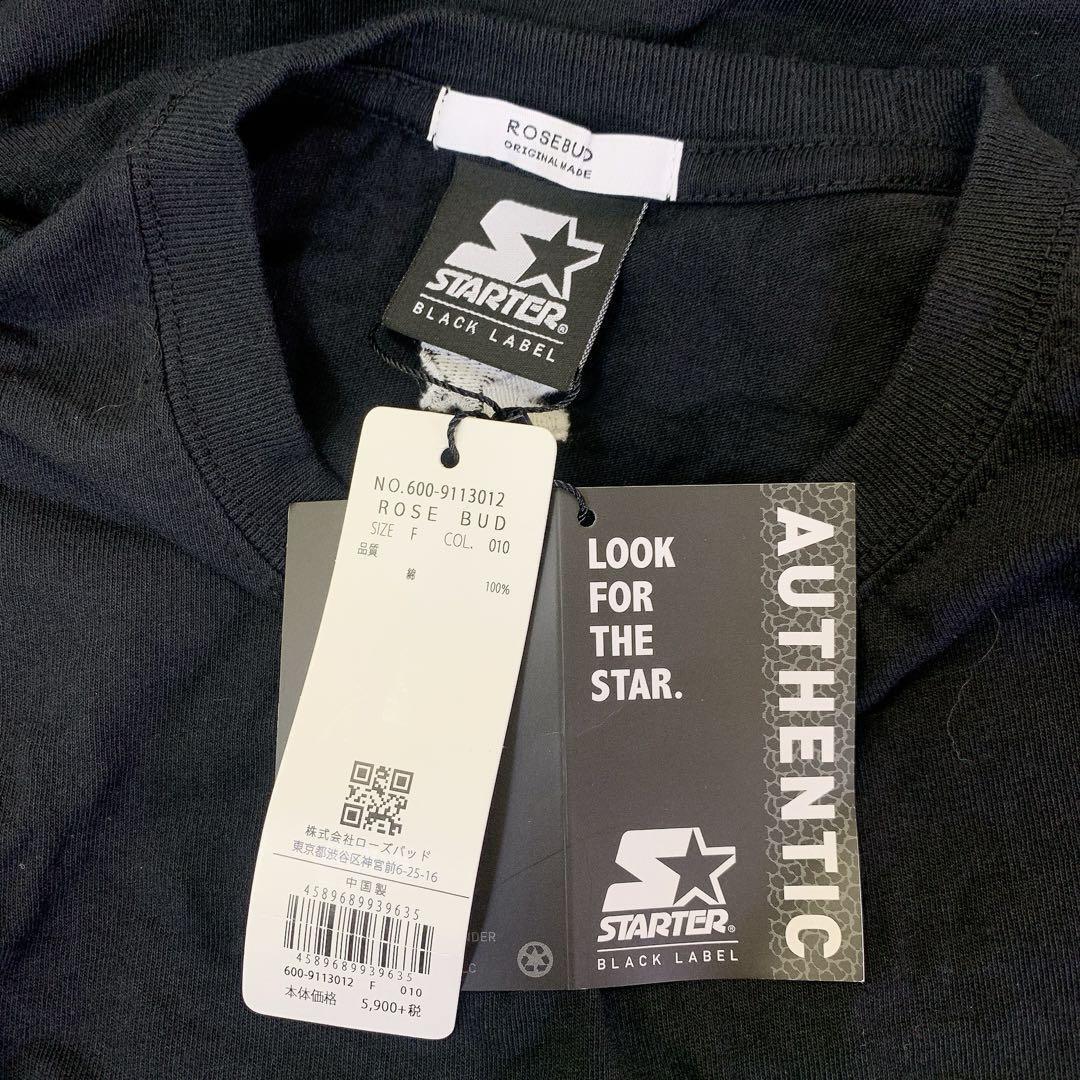 ROSEBUD
ORIGINALMADE
STARTER®
BLACK LABEL
NO.600-9113012
ROSE BUD
SIZE F COL. 010
品質
綿 100%
株式会社ローズバッド
東京都渋谷区神宮前6-25-16
中国製
4589689939635
4589689939635
600-9113012 F 010
本体価格 5,900+税
LOOK
FOR
THE
STAR.
AUTHENTIC
STARTER®
BLACK LABEL